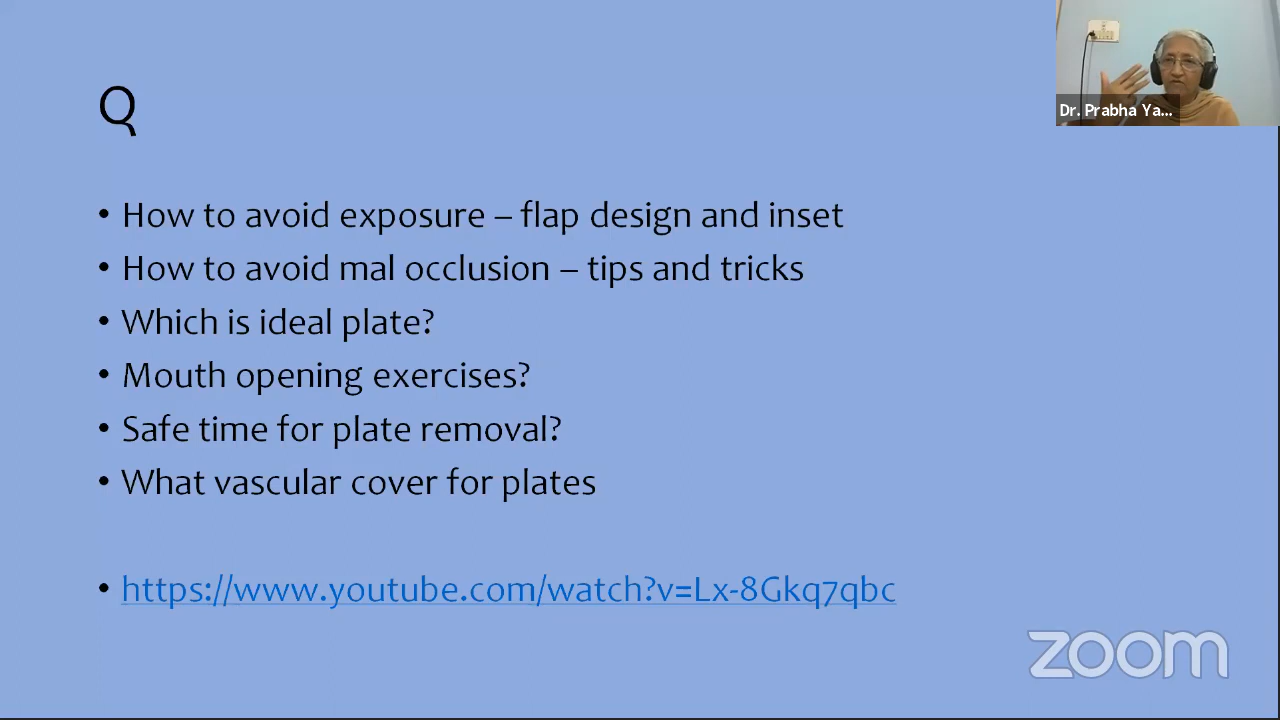 Dr. Prabha Ya...
Q
• How to avoid exposure – flap design and inset
• How to avoid mal occlusion – tips and tricks
• Which is ideal plate?
• Mouth opening exercises?
• Safe time for plate removal?
• What vascular cover for plates
• https://www.youtube.com/watch?v=Lx-8Gkq7qbc
zoom